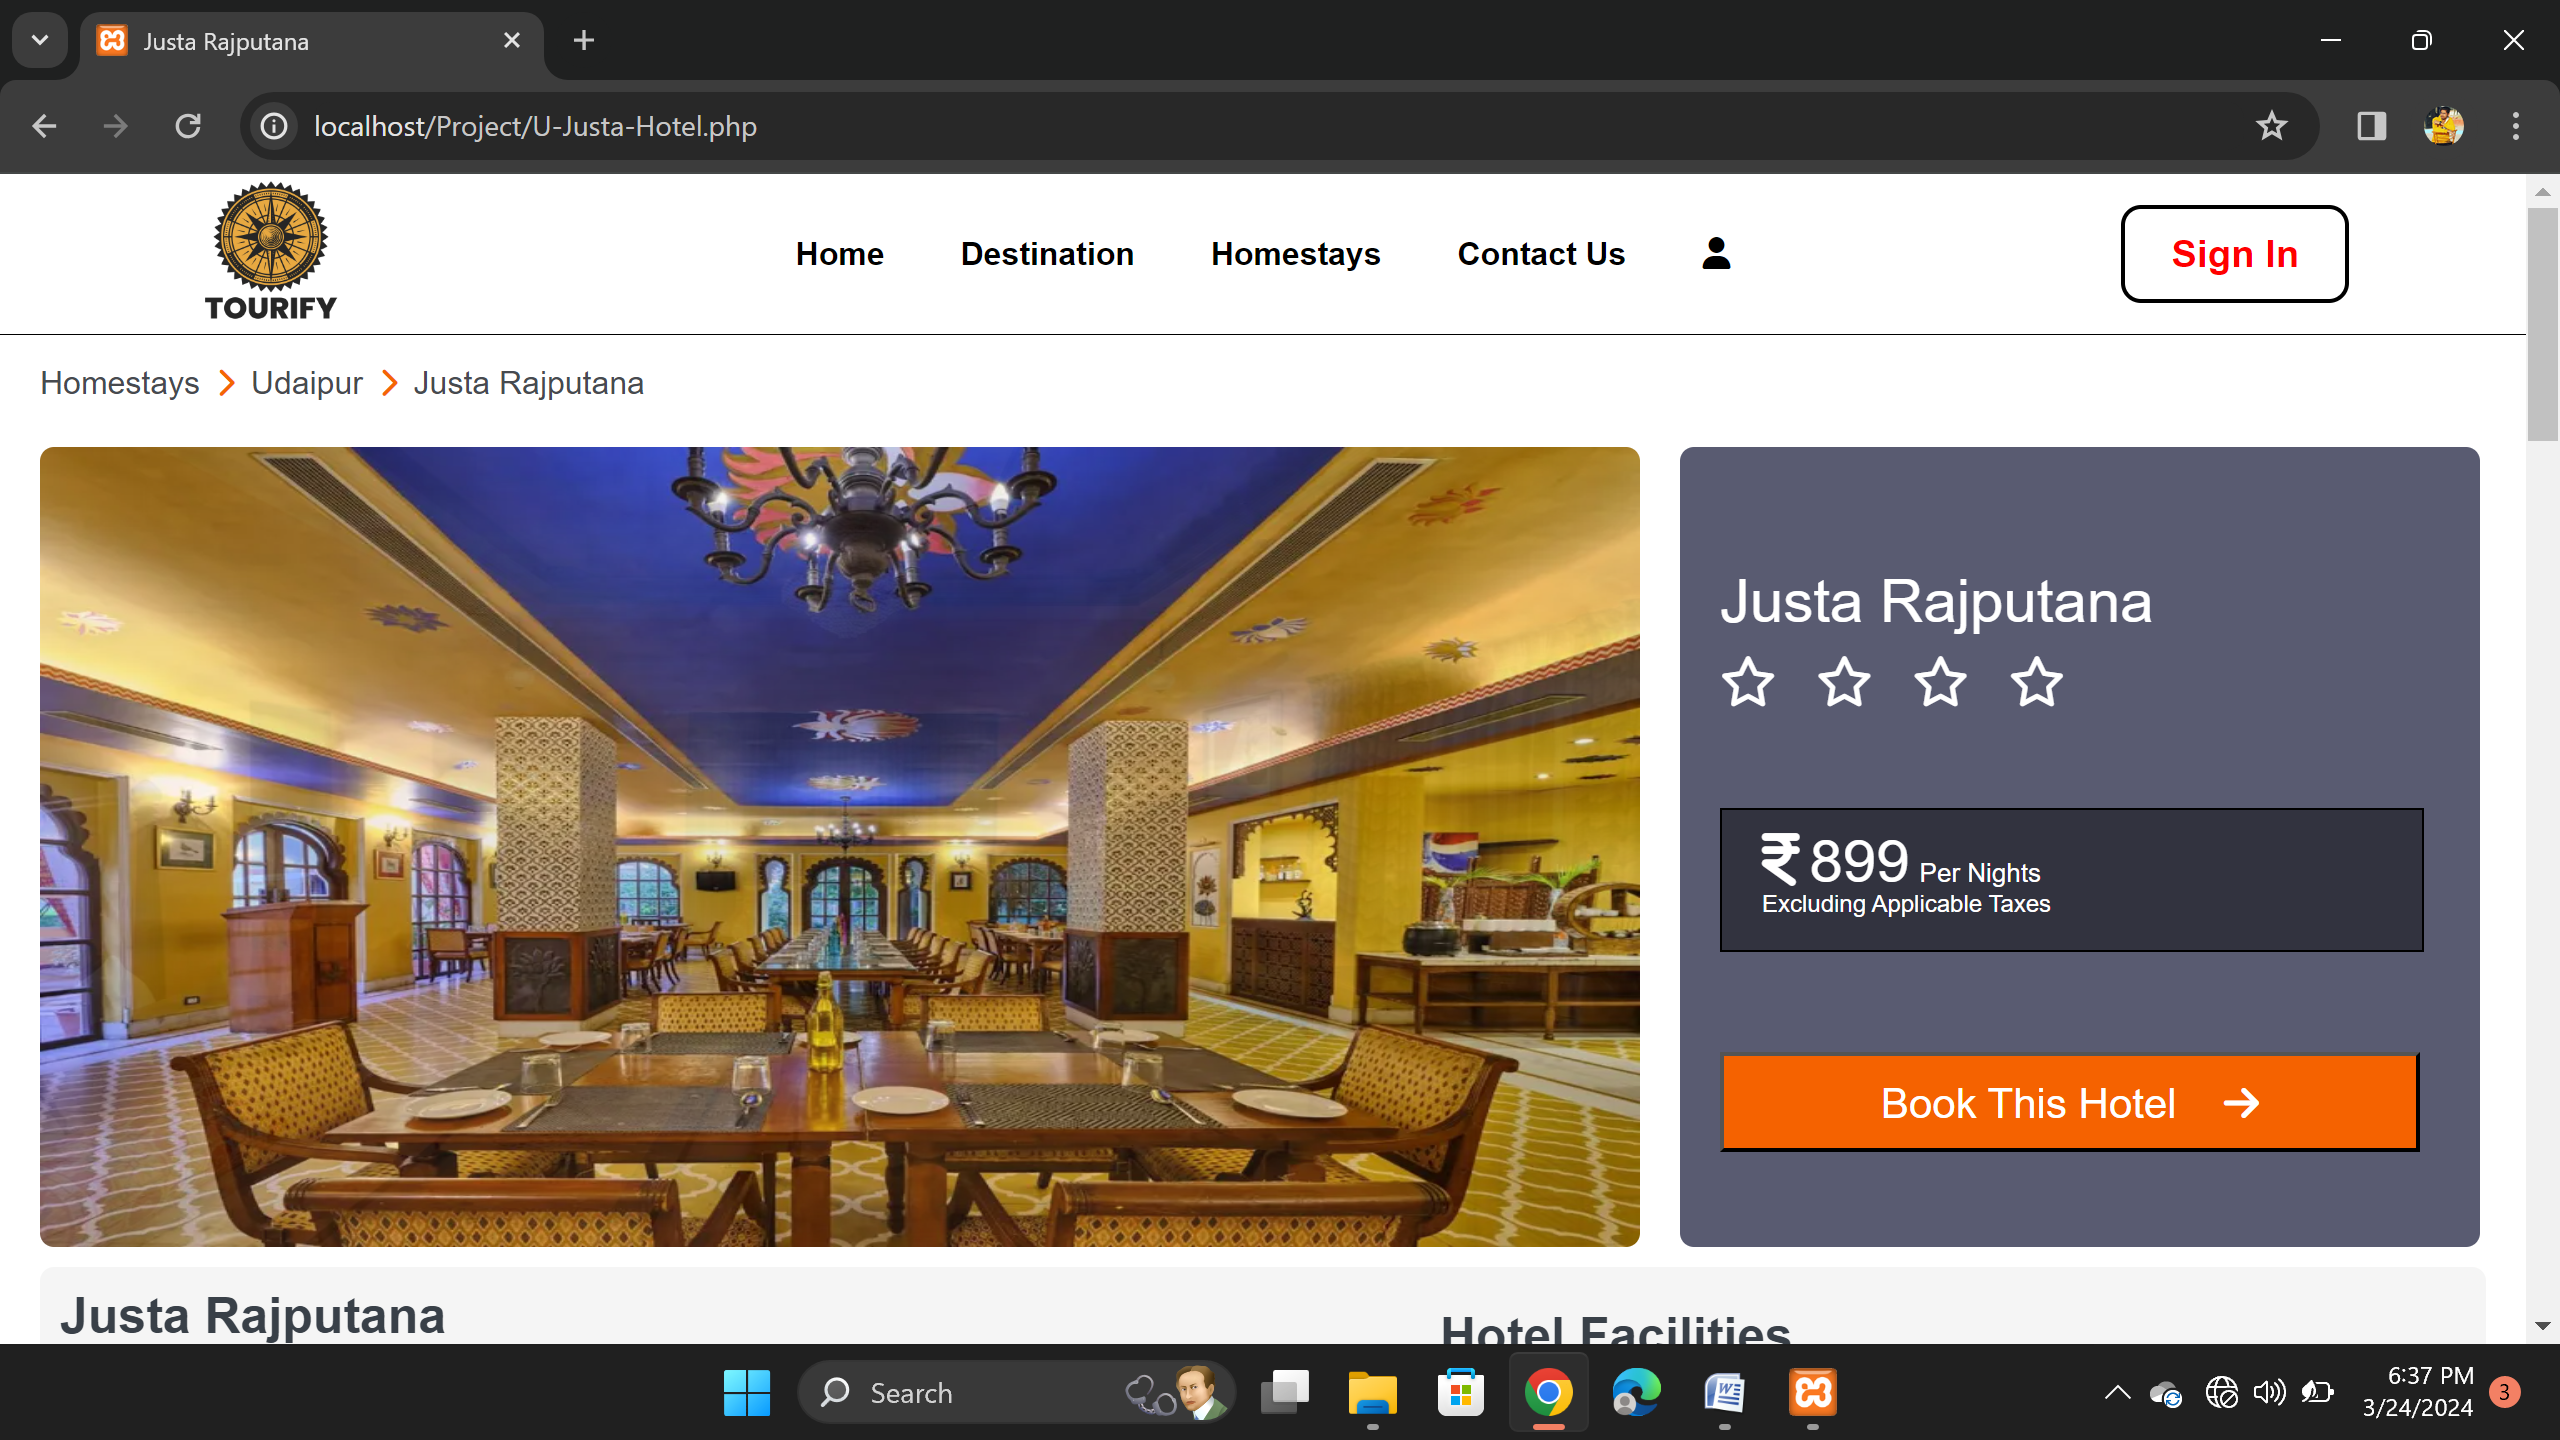 Justa Rajputana
localhost/Project/U-Justa-Hotel.php
TOURIFY
Home Destination Homestays Contact Us
Sign In
Homestays Udaipur Justa Rajputana
Justa Rajputana
₹ 899 Per Nights
Excluding Applicable Taxes
Book This Hotel
Justa Rajputana
Hotel Facilities
Search
6:37 PM
3/24/2024
3